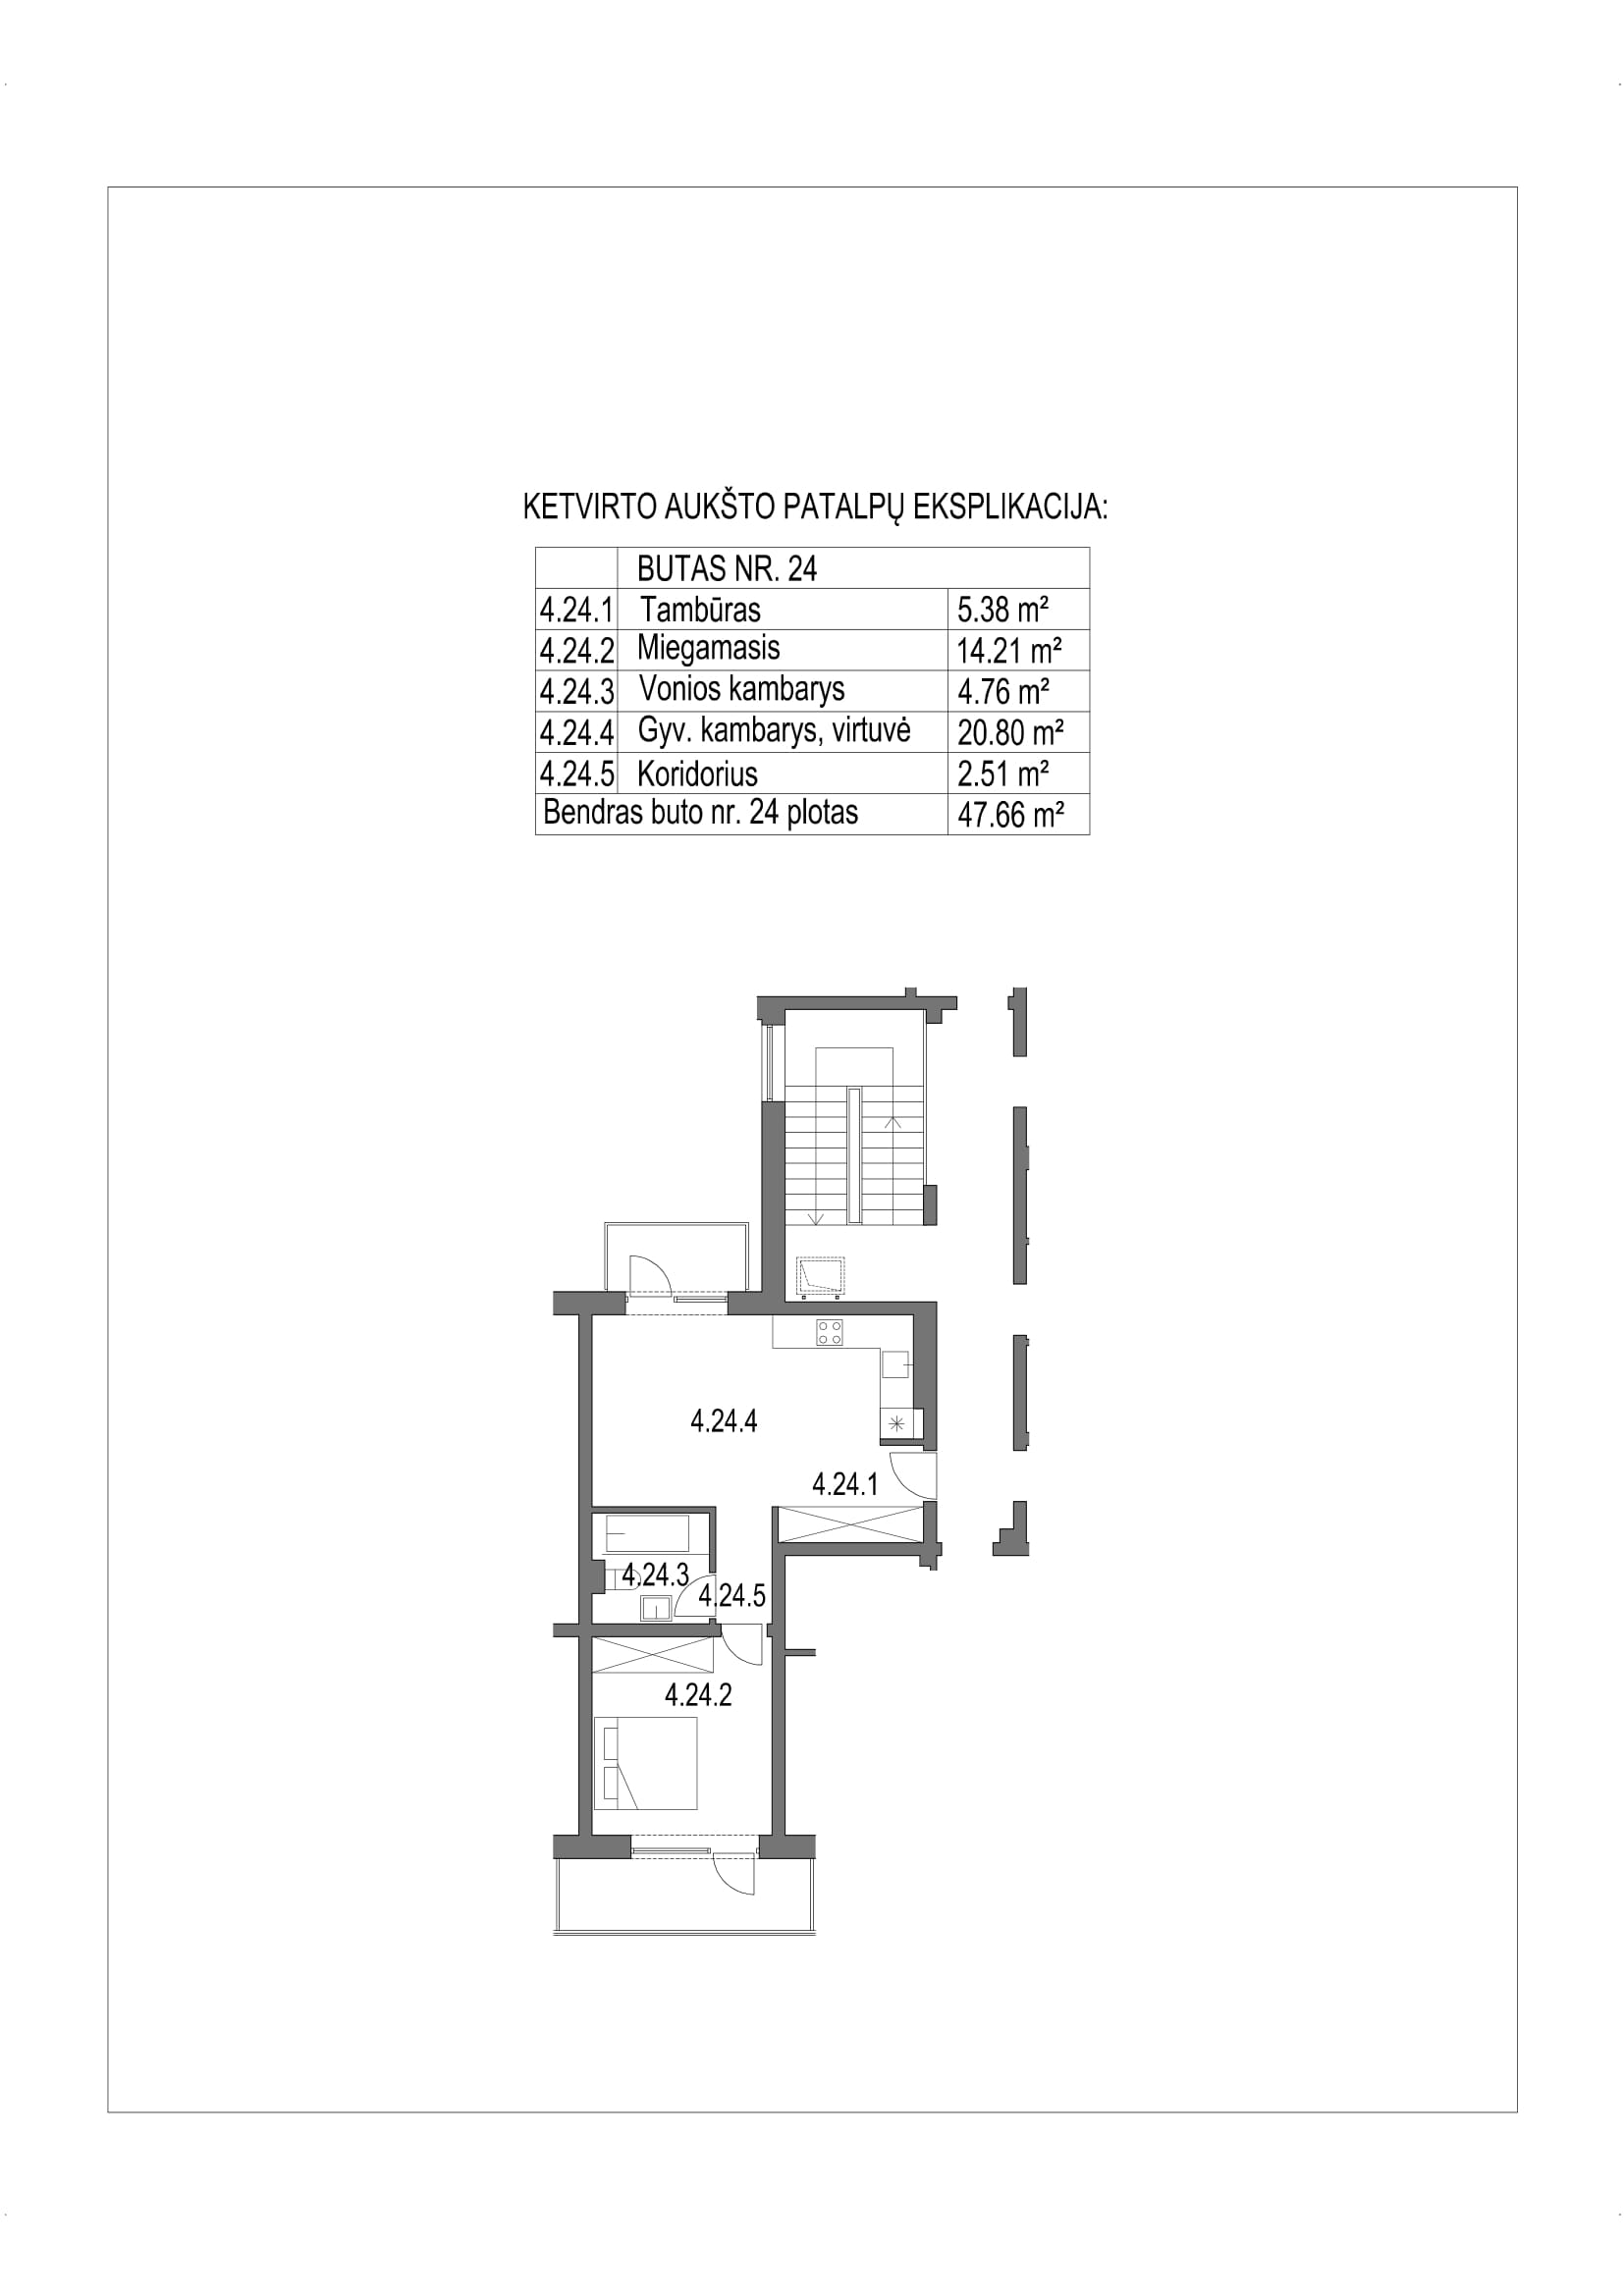 KETVIRTO AUKŠTO PATALPŲ EKSPLIKACIJA:
BUTAS NR. 24
4.24.1 Tambūras 5.38 m²
4.24.2 Miegamasis 14.21 m²
4.24.3 Vonios kambarys 4.76 m²
4.24.4 Gyv. kambarys, virtuvė 20.80 m²
4.24.5 Koridorius 2.51 m²
Bendras buto nr. 24 plotas 47.66 m²
4.24.4
4.24.1
4.24.3
4.24.5
4.24.2